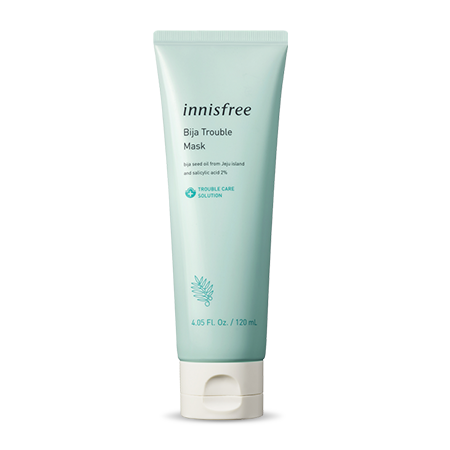 innisfree
Bija Trouble
Mask
bija seed oil from Jeju island
and salicylic acid 2%
TROUBLE CARE
SOLUTION
4.05 Fl. Oz. / 120 mL